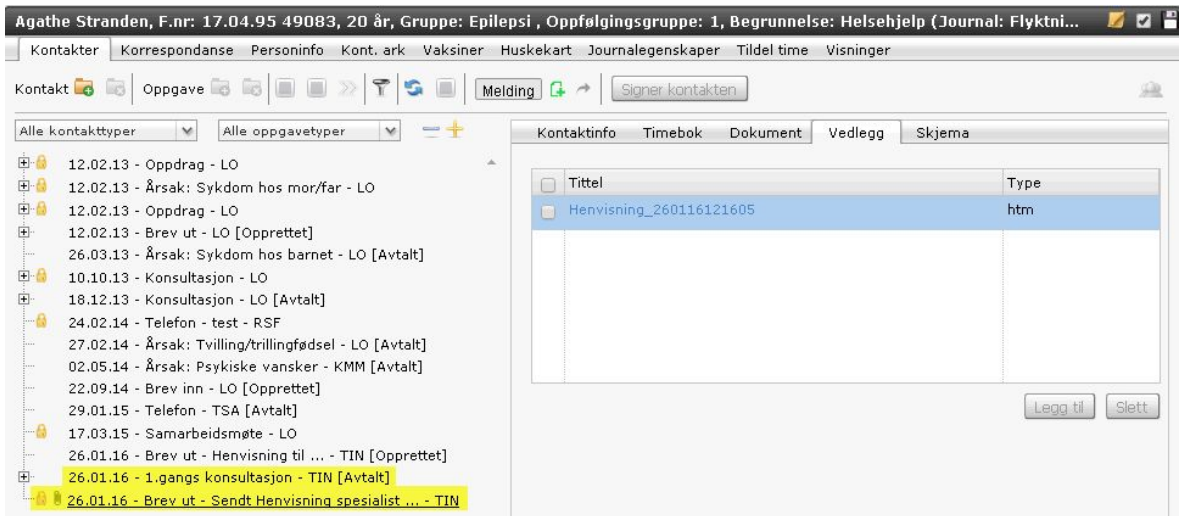 Agathe Stranden, F.nr: 17.04.95 49083, 20 år, Gruppe: Epilepsi , Oppfølgingsgruppe: 1, Begrunnelse: Helsehjelp (Journal: Flyktni...
Kontakter Korrespondanse Personinfo Kont. ark Vaksiner Huskekart Journalegenskaper Tildel time Visninger
Kontakt Oppgave Melding Signer kontakten
Alle kontakttyper Alle oppgavetyper
Kontaktinfo Timebok Dokument Vedlegg Skjema
12.02.13 - Oppdrag - LO
12.02.13 - Årsak: Sykdom hos mor/far - LO
12.02.13 - Oppdrag - LO
12.02.13 - Brev ut - LO [Opprettet]
26.03.13 - Årsak: Sykdom hos barnet - LO [Avtalt]
10.10.13 - Konsultasjon - LO
18.12.13 - Konsultasjon - LO [Avtalt]
24.02.14 - Telefon - test - RSF
27.02.14 - Årsak: Tvilling/trillingfødsel - LO [Avtalt]
02.05.14 - Årsak: Psykiske vansker - KMM [Avtalt]
22.09.14 - Brev inn - LO [Opprettet]
29.01.15 - Telefon - TSA [Avtalt]
17.03.15 - Samarbeidsmøte - LO
26.01.16 - Brev ut - Henvisning til ... - TIN [Opprettet]
26.01.16 - 1.gangs konsultasjon - TIN [Avtalt]
26.01.16 - Brev ut - Sendt Henvisning spesialist ... - TIN
Tittel Type
Henvisning_260116121605 htm
Legg til Slett